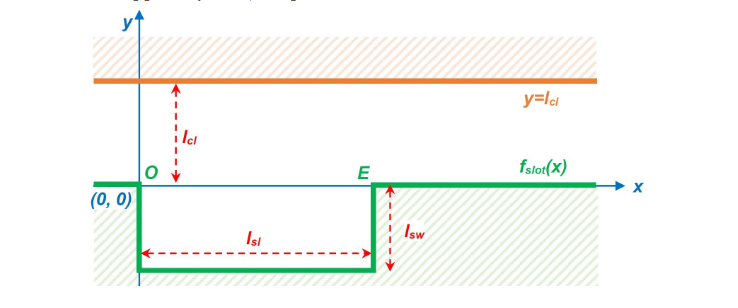 y
y=lcl
lcl
O
E
fslot(x)
x
(0, 0)
lsl
lsw